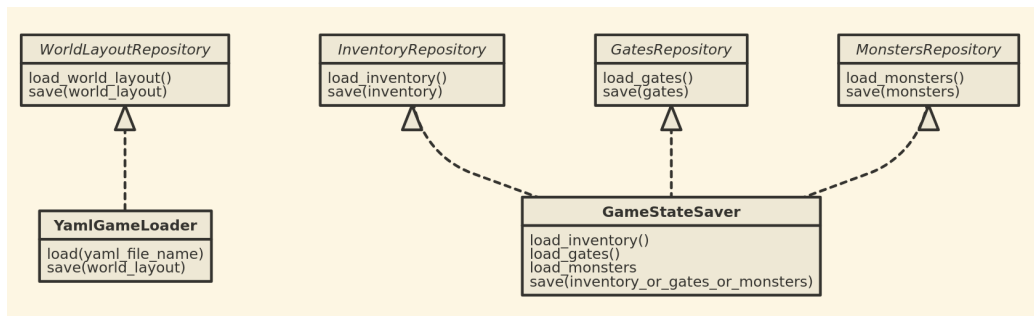 WorldLayoutRepository
load_world_layout()
save(world_layout)
InventoryRepository
load_inventory()
save(inventory)
GatesRepository
load_gates()
save(gates)
MonstersRepository
load_monsters()
save(monsters)
YamlGameLoader
load(yaml_file_name)
save(world_layout)
GameStateSaver
load_inventory()
load_gates()
load_monsters
save(inventory_or_gates_or_monsters)